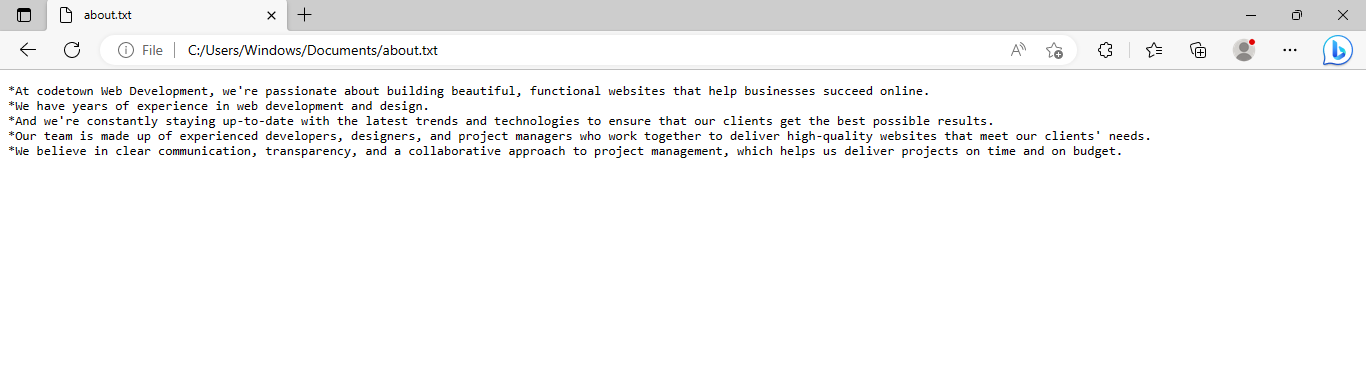 about.txt
File
C:/Users/Windows/Documents/about.txt
*At codetown Web Development, we're passionate about building beautiful, functional websites that help businesses succeed online.
*We have years of experience in web development and design.
*And we're constantly staying up-to-date with the latest trends and technologies to ensure that our clients get the best possible results.
*Our team is made up of experienced developers, designers, and project managers who work together to deliver high-quality websites that meet our clients' needs.
*We believe in clear communication, transparency, and a collaborative approach to project management, which helps us deliver projects on time and on budget.